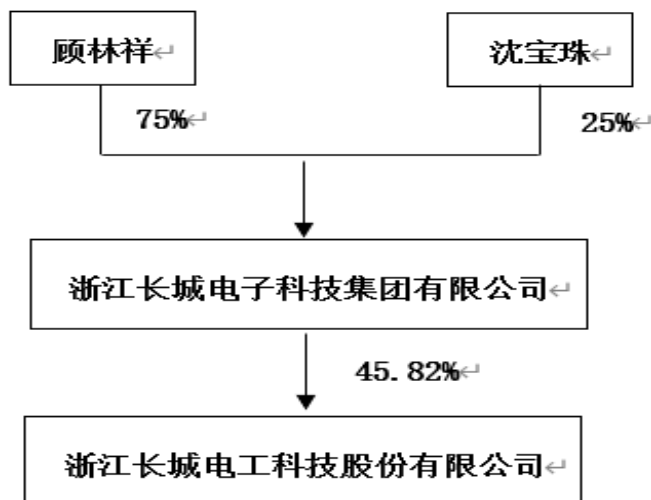 顾林祥
沈宝珠
75%
25%
浙江长城电子科技集团有限公司
45.82%
浙江长城电工科技股份有限公司